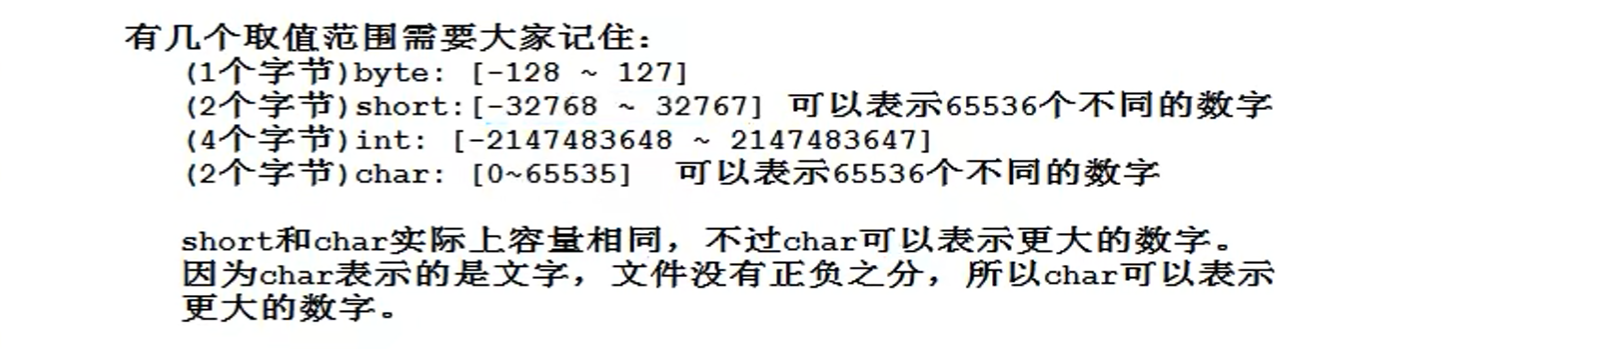 有几个取值范围需要大家记住：
(1个字节)byte: [-128 ~ 127]
(2个字节)short:[-32768 ~ 32767] 可以表示65536个不同的数字
(4个字节)int: [-2147483648 ~ 2147483647]
(2个字节)char: [0~65535] 可以表示65536个不同的数字
short和char实际上容量相同，不过char可以表示更大的数字。
因为char表示的是文字，文件没有正负之分，所以char可以表示
更大的数字。